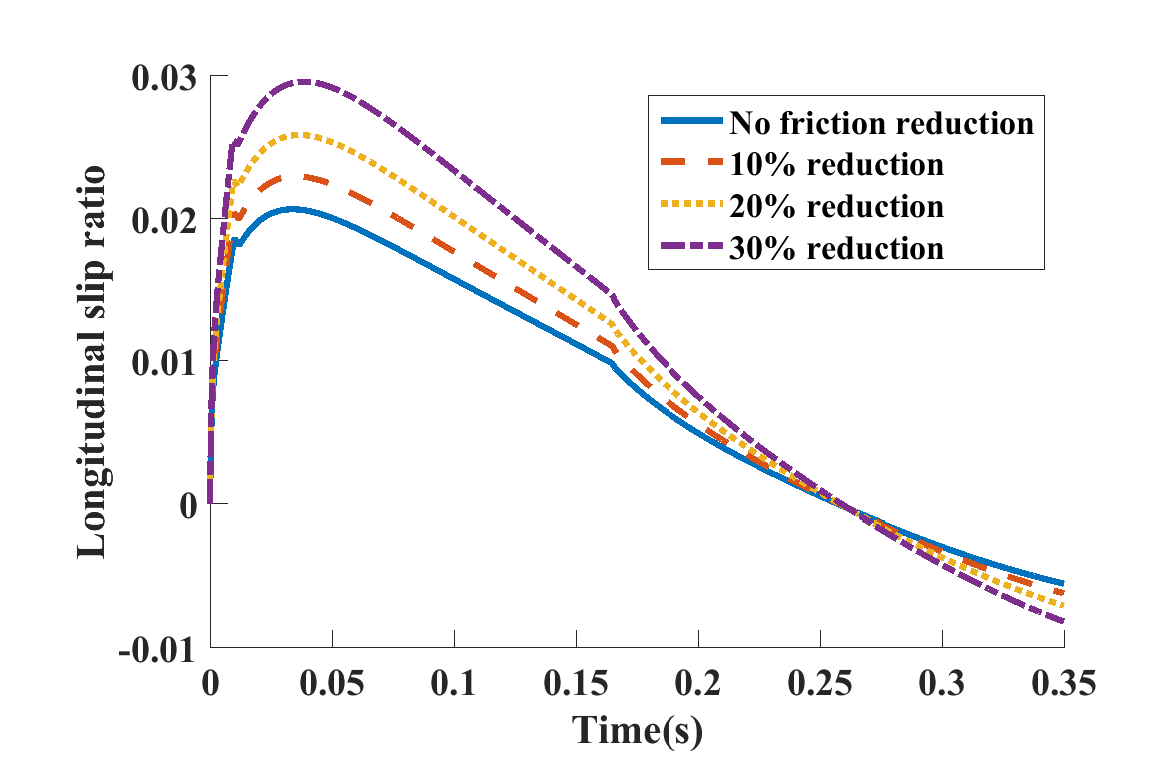 0.03
0.02
0.01
0
-0.01
Longitudinal slip ratio
No friction reduction
10% reduction
20% reduction
30% reduction
0 0.05 0.1 0.15 0.2 0.25 0.3 0.35
Time(s)